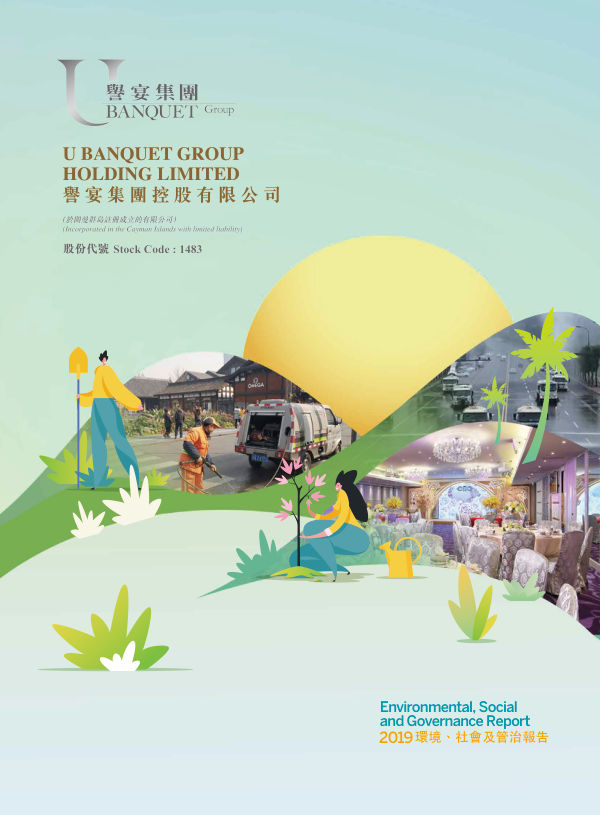 U
譽宴集團
BANQUET Group
U BANQUET GROUP
HOLDING LIMITED
譽宴集團控股有限公司
(於開曼群島註冊成立的有限公司)
(Incorporated in the Cayman Islands with limited liability)
股份代號 Stock Code : 1483
OMEGA
Environmental, Social
and Governance Report
2019 環境、社會及管治報告